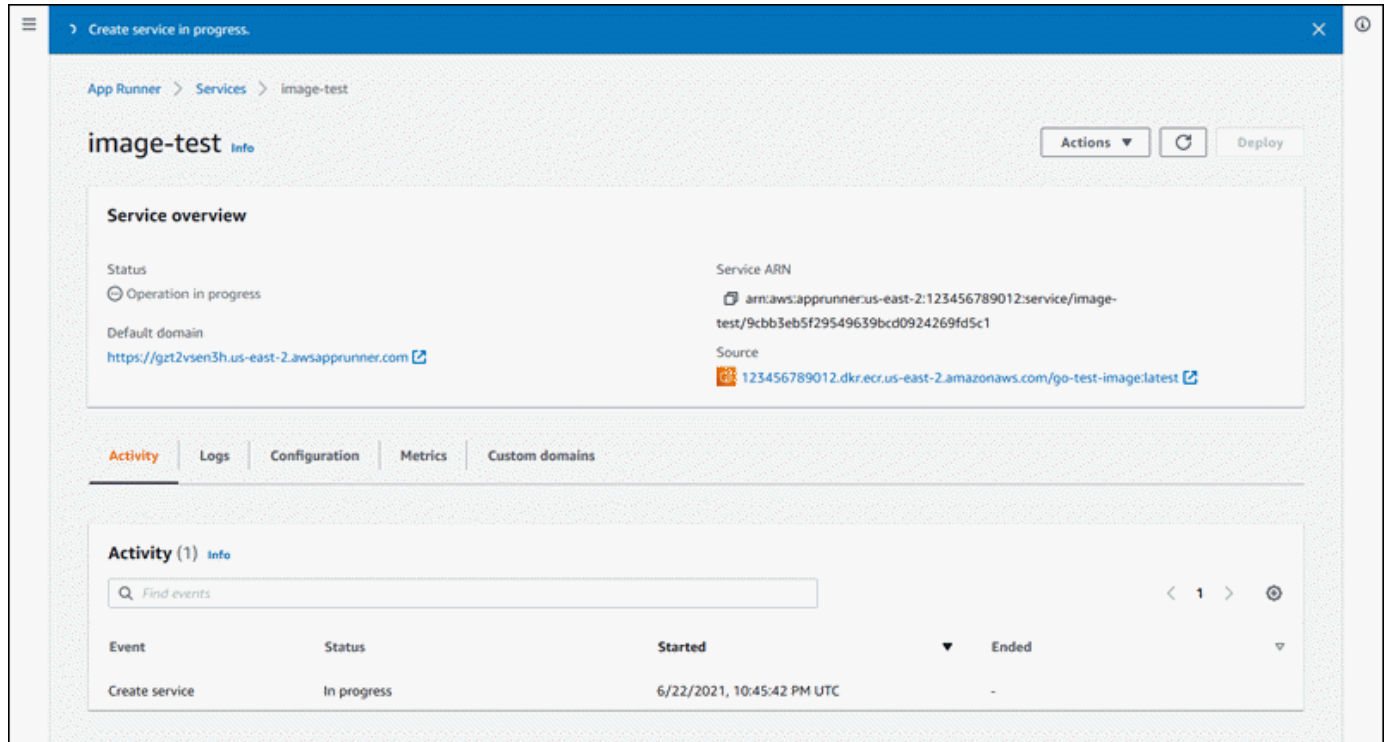 Create service in progress.
App Runner > Services > image-test
image-test Info
Actions
Deploy
Service overview
Status
Operation in progress
Default domain
https://gzt2vsen3h.us-east-2.awsapprunner.com
Service ARN
arn:aws:apprunner:us-east-2:123456789012:service/image-
test/9cbb3eb5f29549639bcd0924269fd5c1
Source
123456789012.dkr.ecr.us-east-2.amazonaws.com/go-test-image:latest
Activity Logs Configuration Metrics Custom domains
Activity (1) Info
Find events
< 1 >
Event Status Started Ended
Create service In progress 6/22/2021, 10:45:42 PM UTC -